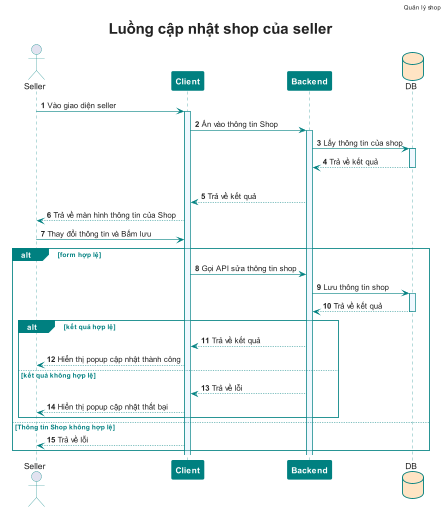 Quản lý shop
Luồng cập nhật shop của seller
Seller
Client
Backend
DB
1 Vào giao diện seller
2 Ấn vào thông tin Shop
3 Lấy thông tin của shop
4 Trả về kết quả
5 Trả về kết quả
6 Trả về màn hình thông tin của Shop
7 Thay đổi thông tin và Bấm lưu
alt [form hợp lệ]
8 Gọi API sửa thông tin shop
9 Lưu thông tin shop
10 Trả về kết quả
alt [kết quả hợp lệ]
11 Trả về kết quả
12 Hiển thị popup cập nhật thành công
[kết quả không hợp lệ]
13 Trả về lỗi
14 Hiển thị popup cập nhật thất bại
[Thông tin Shop không hợp lệ]
15 Trả về lỗi
Seller
Client
Backend
DB